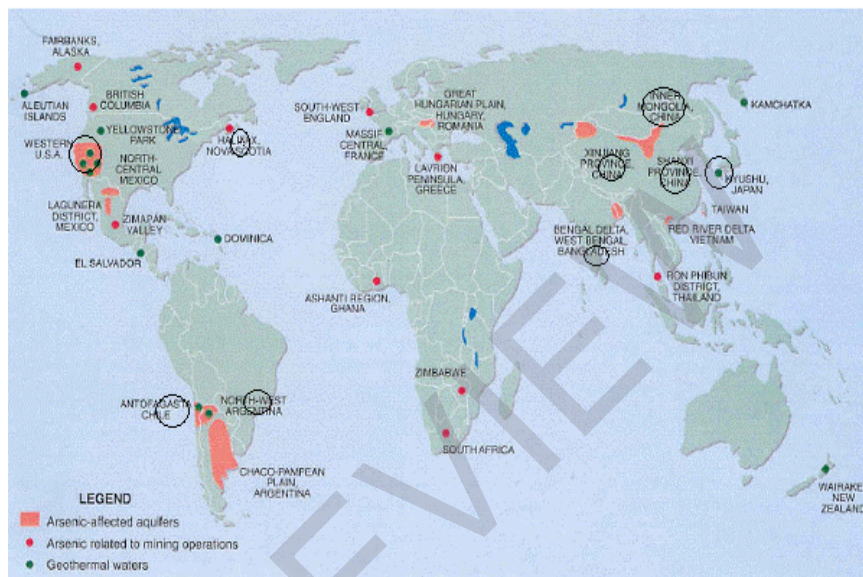 FAIRBANKS,
ALASKA
ALEUTIAN
ISLANDS
BRITISH
COLUMBIA
YELLOWSTONE
PARK
WESTERN
U.S.A.
HALIFAX,
NOVA SCOTIA
NORTH-
CENTRAL
MEXICO
LAGUNERA
DISTRICT,
MEXICO
ZIMAPAN
VALLEY
EL SALVADOR
DOMINICA
SOUTH-WEST
ENGLAND
MASSIF
CENTRAL,
FRANCE
GREAT
HUNGARIAN PLAIN,
HUNGARY,
ROMANIA
LAVRION
PENINSULA,
GREECE
INNER
MONGOLIA,
CHINA
KAMCHATKA
XINJIANG
PROVINCE,
CHINA
SHANXI
PROVINCE,
CHINA
KYUSHU,
JAPAN
TAIWAN
BENGAL DELTA,
WEST BENGAL,
BANGLADESH
RED RIVER DELTA
VIETNAM
RON PHIBUN
DISTRICT,
THAILAND
ASHANTI REGION,
GHANA
ZIMBABWE
SOUTH AFRICA
ANTOFAGASTA
CHILE
NORTH-WEST
ARGENTINA
CHACO-PAMPEAN
PLAIN,
ARGENTINA
WAIRAKEI
NEW
ZEALAND
LEGEND
Arsenic-affected aquifers
Arsenic related to mining operations
Geothermal waters
EVIEW